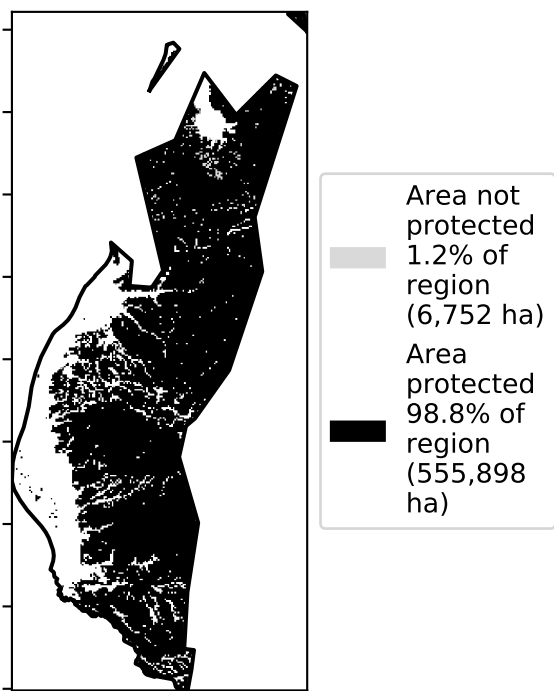 Area not
protected
1.2% of
region
(6,752 ha)
Area
protected
98.8% of
region
(555,898
ha)